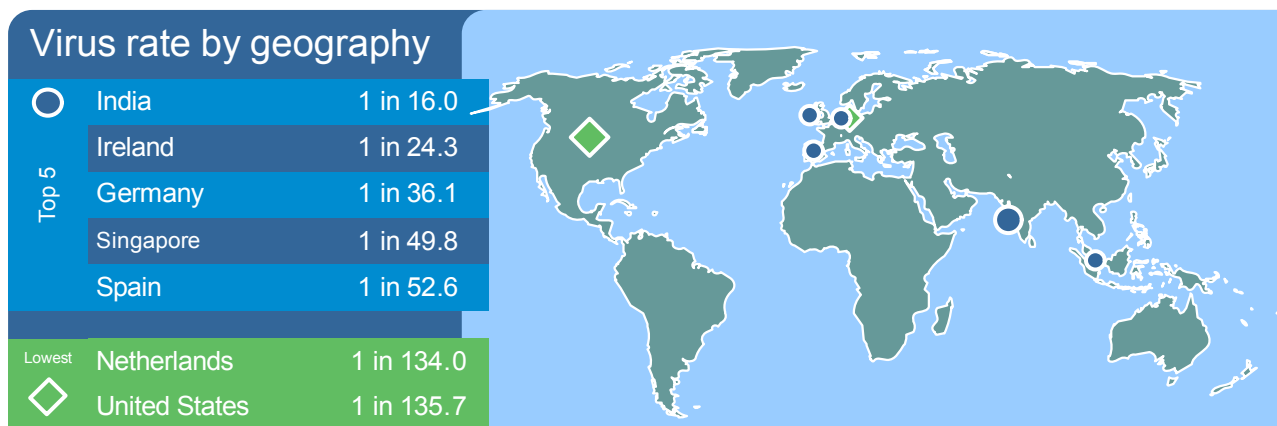 Virus rate by geography
India 1 in 16.0
Ireland 1 in 24.3
Top 5
Germany 1 in 36.1
Singapore 1 in 49.8
Spain 1 in 52.6
Lowest Netherlands 1 in 134.0
United States 1 in 135.7